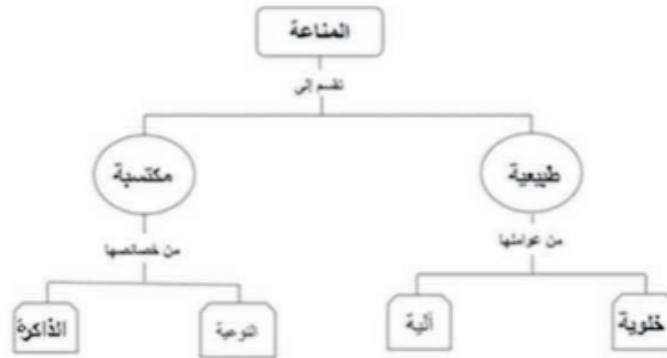 المناعة
تقسم إلى
طبيعية
مكتسبة
من عواملها
من خصائصها
خلوية
آلية
النوعية
الذاكرة